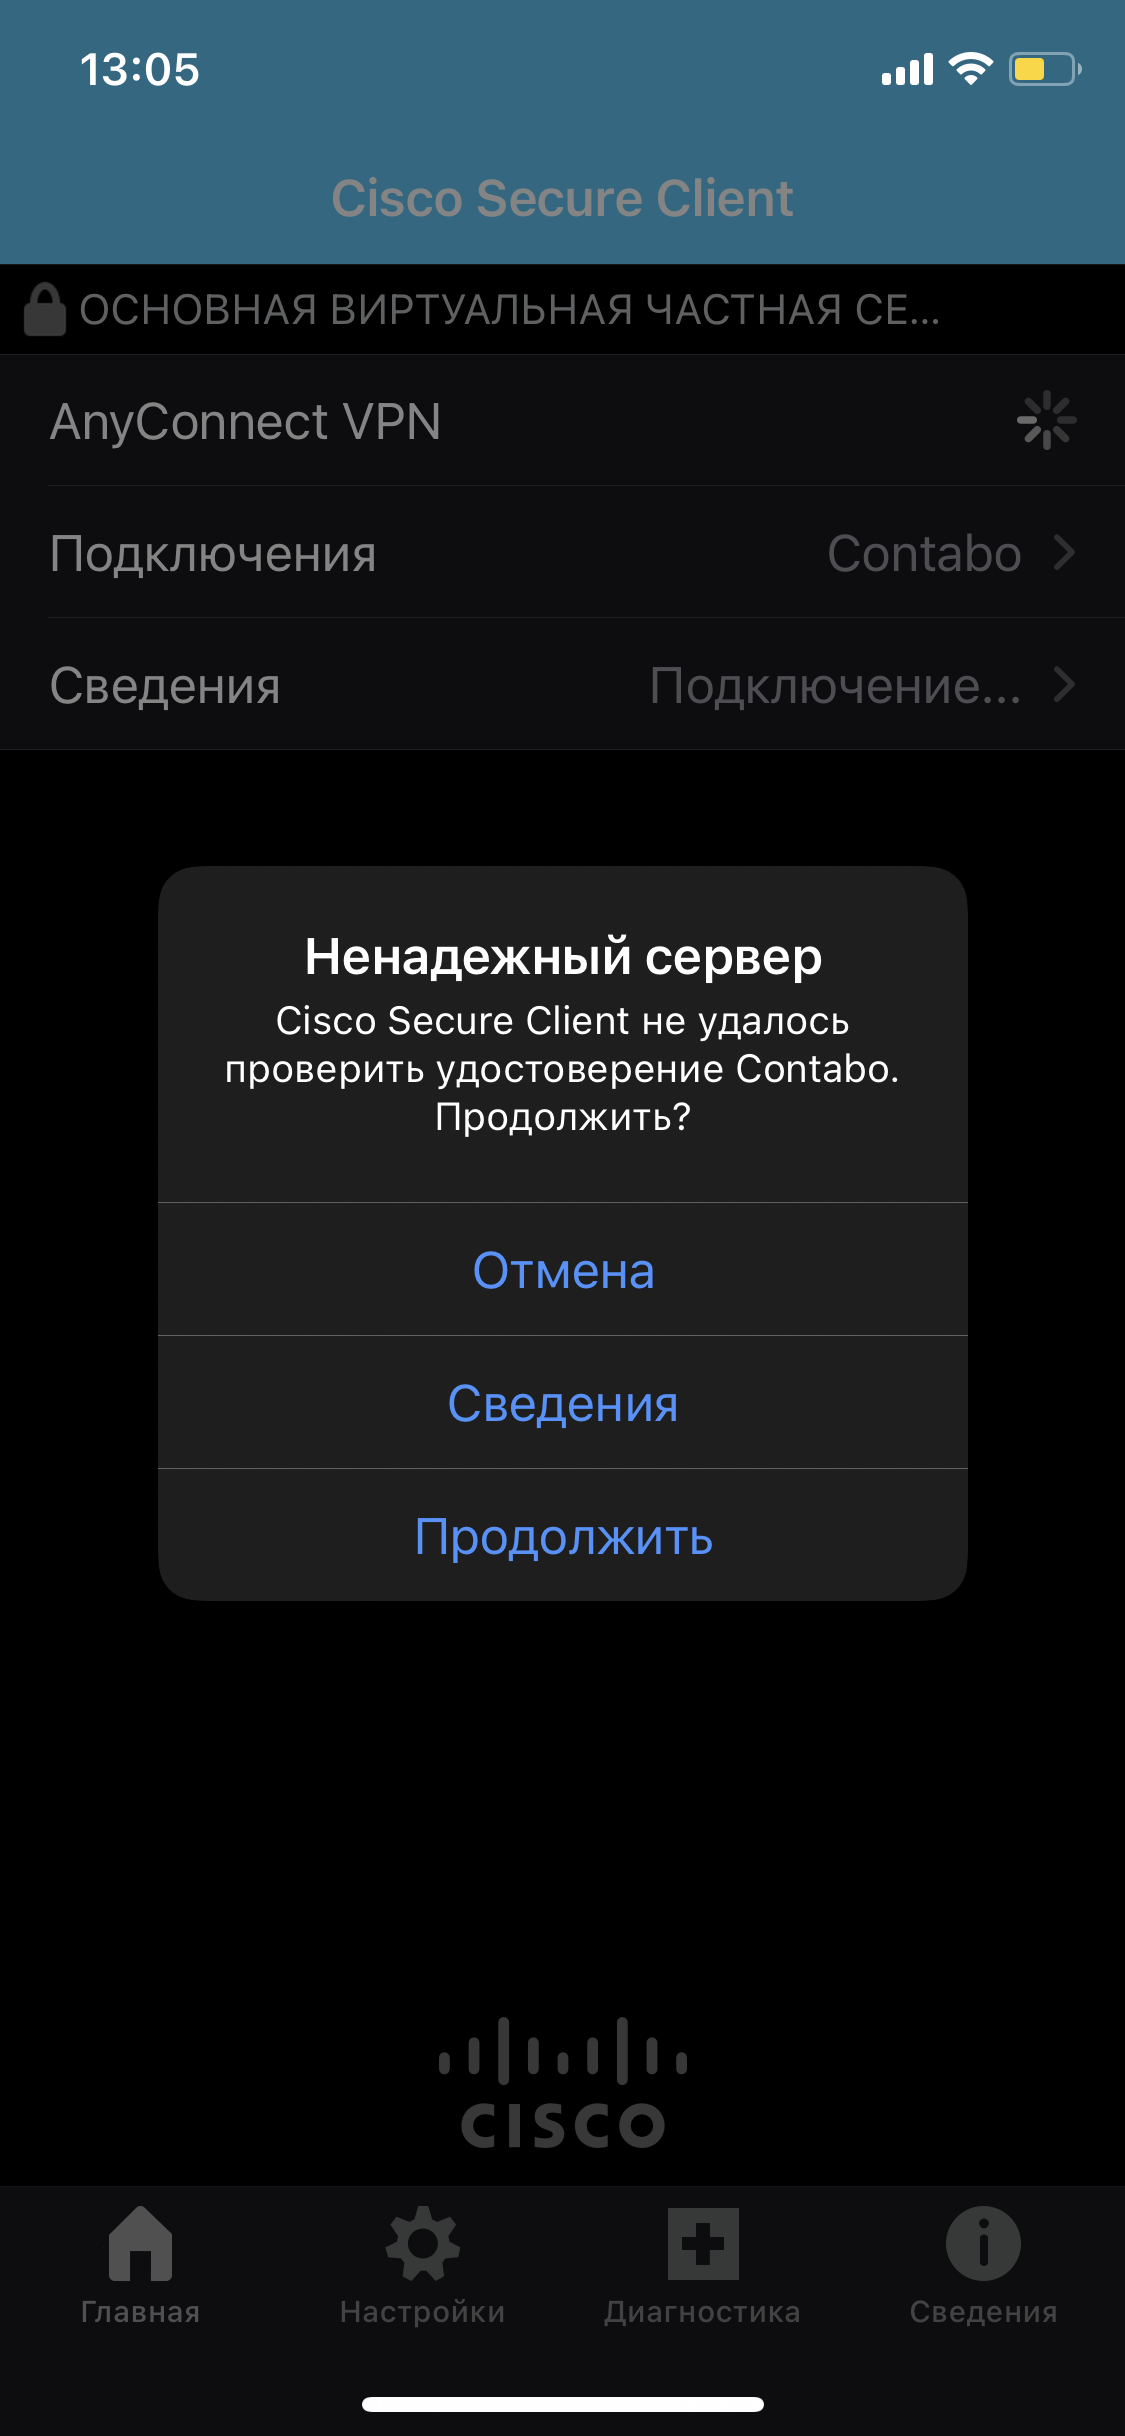 13:05
Cisco Secure Client
ОСНОВНАЯ ВИРТУАЛЬНАЯ ЧАСТНАЯ СЕ...
AnyConnect VPN
Подключения Contabo
Сведения Подключение...
Ненадежный сервер
Cisco Secure Client не удалось
проверить удостоверение Contabo.
Продолжить?
Отмена
Сведения
Продолжить
CISCO
Главная Настройки Диагностика Сведения